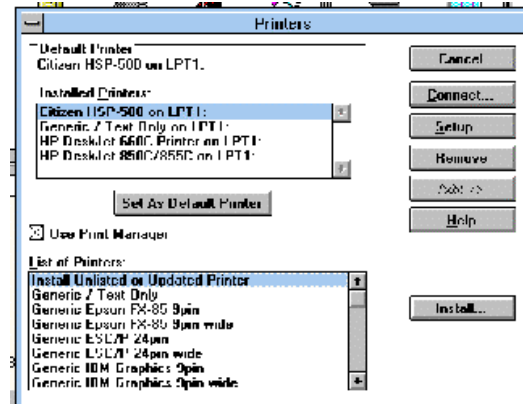 Printers
Default Printer
Citizen HSP-500 on LPT1:
Installed Printers:
Citizen HSP-500 on LPT1:
Generic / Text Only on LPT1:
HP DeskJet 660C Printer on LPT1:
HP DeskJet 850C/855C on LPT1:
Set As Default Printer
Use Print Manager
List of Printers:
Install Unlisted or Updated Printer
Generic / Text Only
Generic Epson FX-85 9pin
Generic Epson FX-85 9pin wide
Generic ESC/P 24pin
Generic ESC/P 24pin wide
Generic IBM Graphics 9pin
Generic IBM Graphics 9pin wide
Cancel
Connect...
Setup
Remove
Add >>
Help
Install...